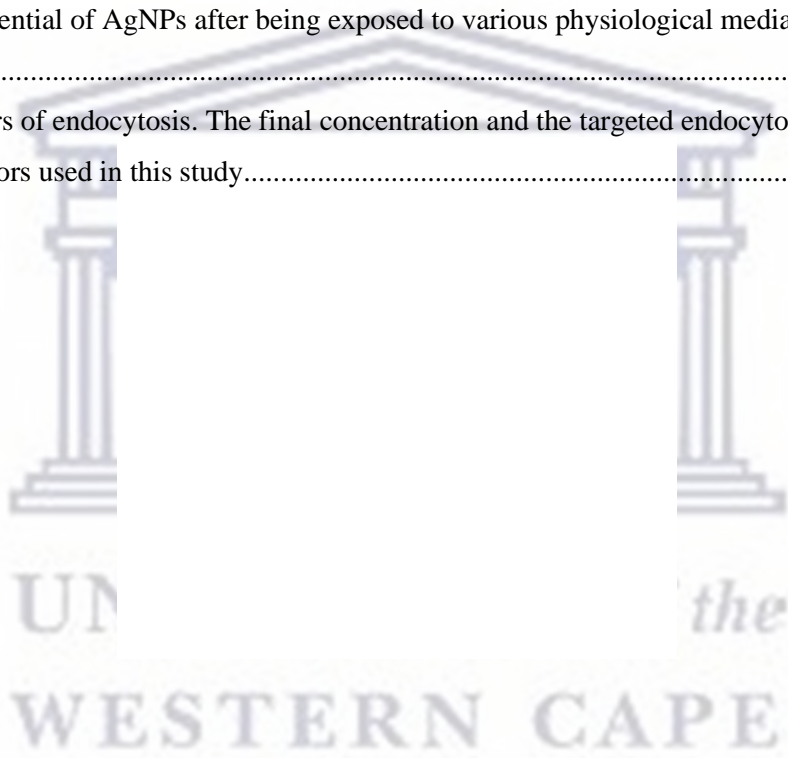 ential of AgNPs after being exposed to various physiological media
................................................................................................................
rs of endocytosis. The final concentration and the targeted endocyto
ors used in this study..........................................................................
UN the
WESTERN CAPE